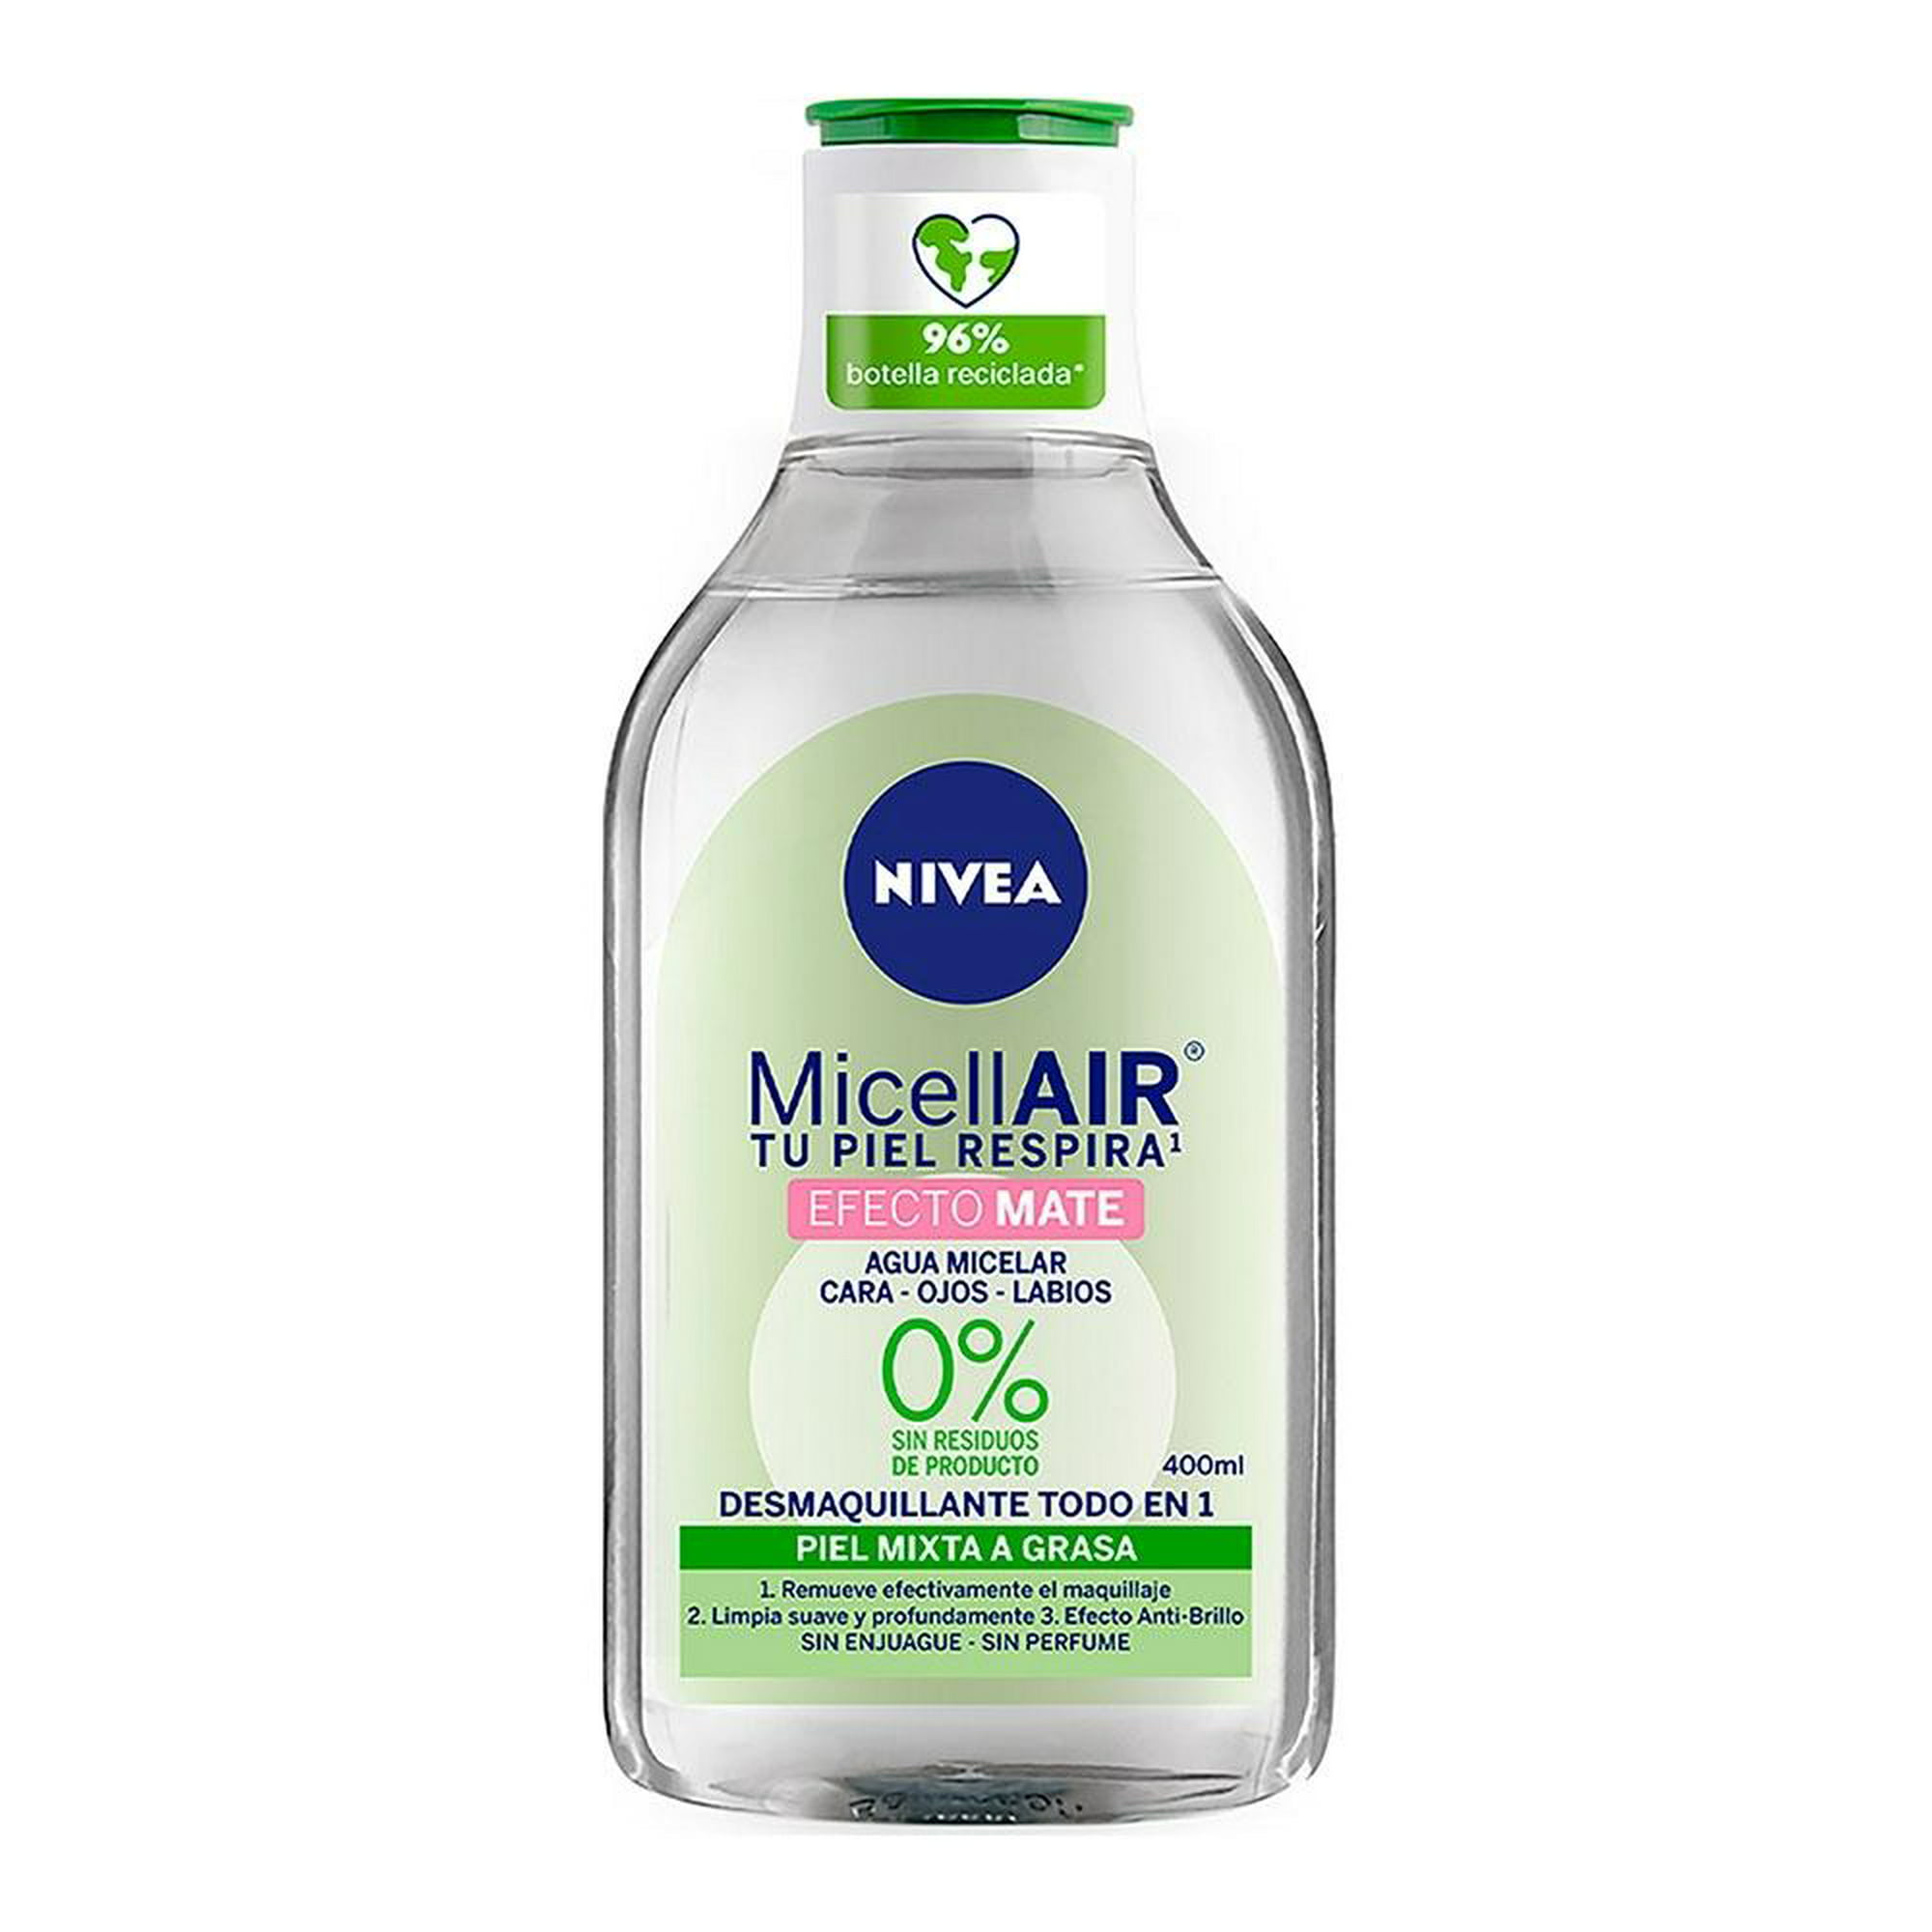 96%
botella reciclada*
NIVEA
MicellAIR®
TU PIEL RESPIRA¹
EFECTO MATE
AGUA MICELAR
CARA - OJOS - LABIOS
0%
SIN RESIDUOS
DE PRODUCTO
400ml
DESMAQUILLANTE TODO EN 1
PIEL MIXTA A GRASA
1. Remueve efectivamente el maquillaje
2. Limpia suave y profundamente 3. Efecto Anti-Brillo
SIN ENJUAGUE - SIN PERFUME